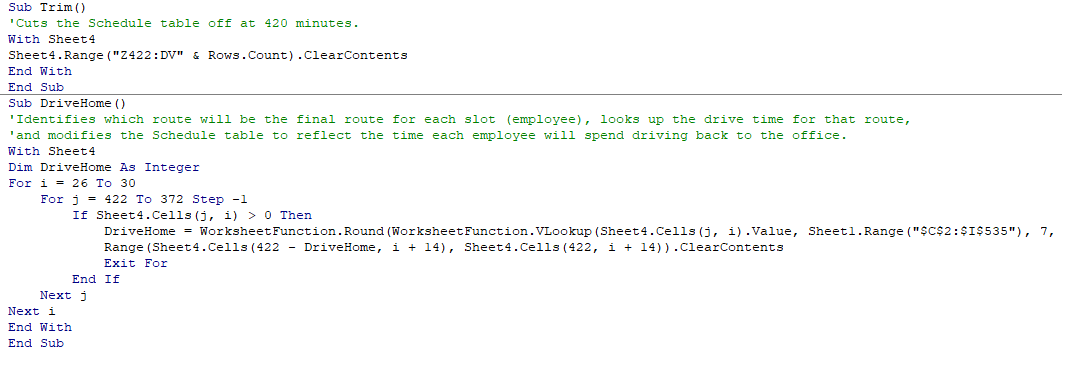 Sub Trim()
'Cuts the Schedule table off at 420 minutes.
With Sheet4
Sheet4.Range("Z422:DV" & Rows.Count).ClearContents
End With
End Sub
Sub DriveHome()
'Identifies which route will be the final route for each slot (employee), looks up the drive time for that route,
'and modifies the Schedule table to reflect the time each employee will spend driving back to the office.
With Sheet4
Dim DriveHome As Integer
For i = 26 To 30
    For j = 422 To 372 Step -1
        If Sheet4.Cells(j, i) > 0 Then
            DriveHome = WorksheetFunction.Round(WorksheetFunction.VLookup(Sheet4.Cells(j, i).Value, Sheet1.Range("$C$2:$I$535"), 7,
            Range(Sheet4.Cells(422 - DriveHome, i + 14), Sheet4.Cells(422, i + 14)).ClearContents
            Exit For
        End If
    Next j
Next i
End With
End Sub